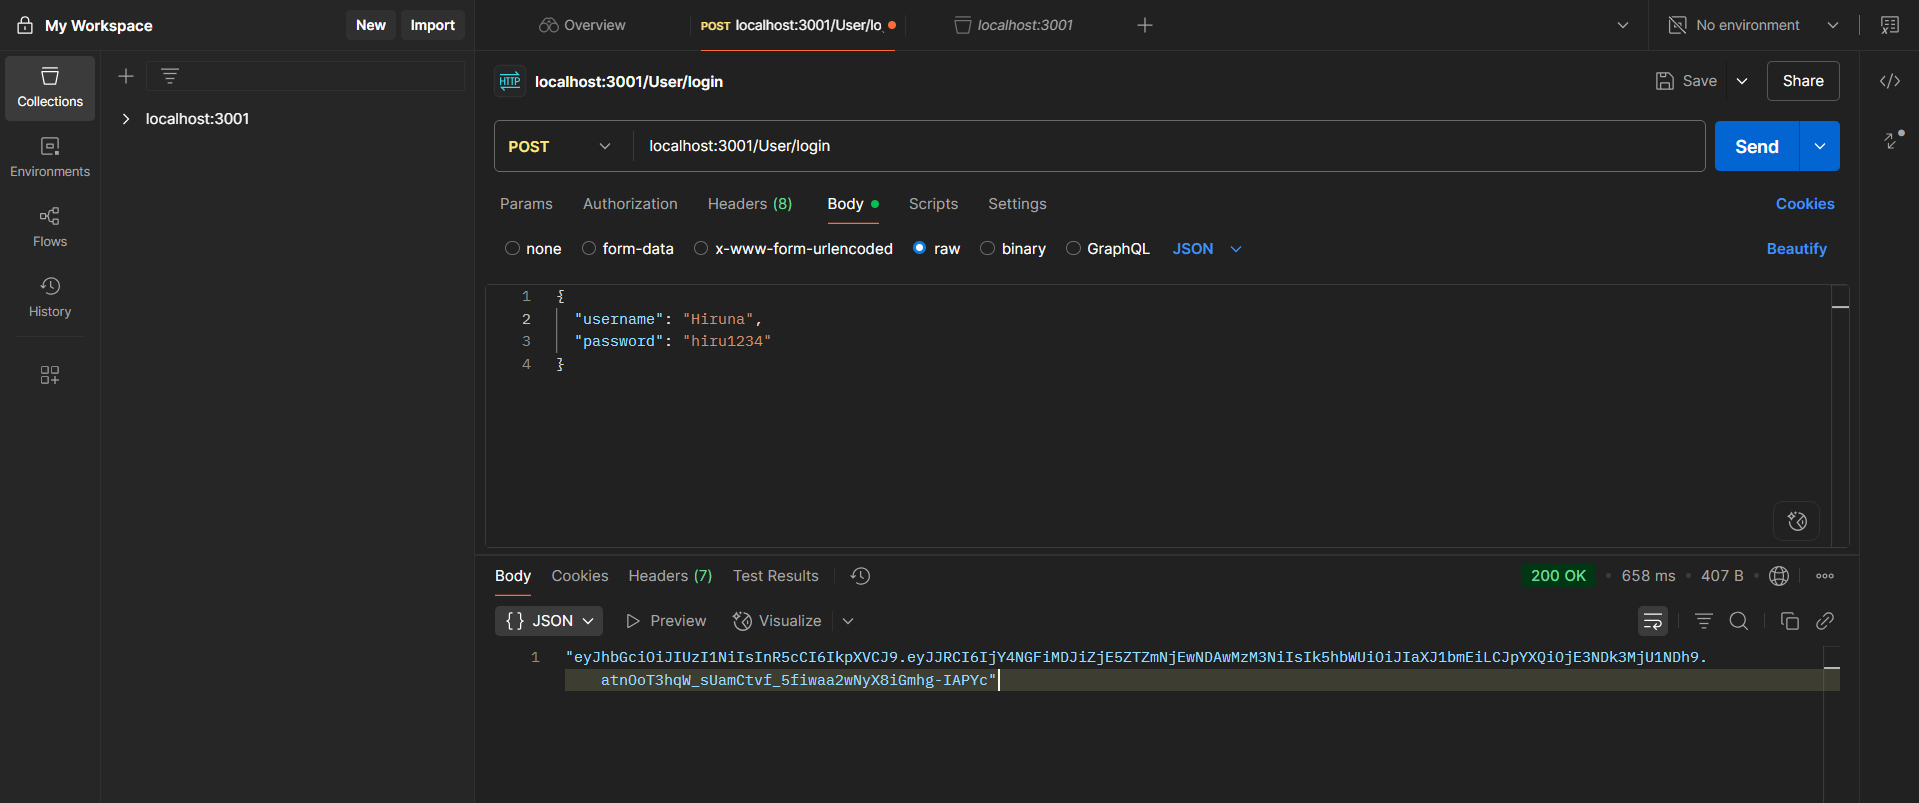 My Workspace
New
Import
Overview
POST localhost:3001/User/lo
localhost:3001
No environment
Collections
localhost:3001
Environments
Flows
History
HTTP localhost:3001/User/login
Save
Share
POST
localhost:3001/User/login
Send
Params
Authorization
Headers (8)
Body
Scripts
Settings
Cookies
none
form-data
x-www-form-urlencoded
raw
binary
GraphQL
JSON
Beautify
1 {
2 "username": "Hiruna",
3 "password": "hiru1234"
4 }
Body
Cookies
Headers (7)
Test Results
200 OK
658 ms
407 B
{} JSON
Preview
Visualize
1 "eyJhbGciOiJIUzI1NiIsInR5cCI6IkpXVCJ9.eyJJRCI6IjY4NGFiMDJiZjE5ZTZmNjEwNDAwMzM3NiIsIk5hbWUiOiJIaXJ1bmEiLCJpYXQiOjE3NDk3MjU1NDh9.
atnOoT3hqW_sUamCtvf_5fiwaa2wNyX8iGmhg-IAPYc"